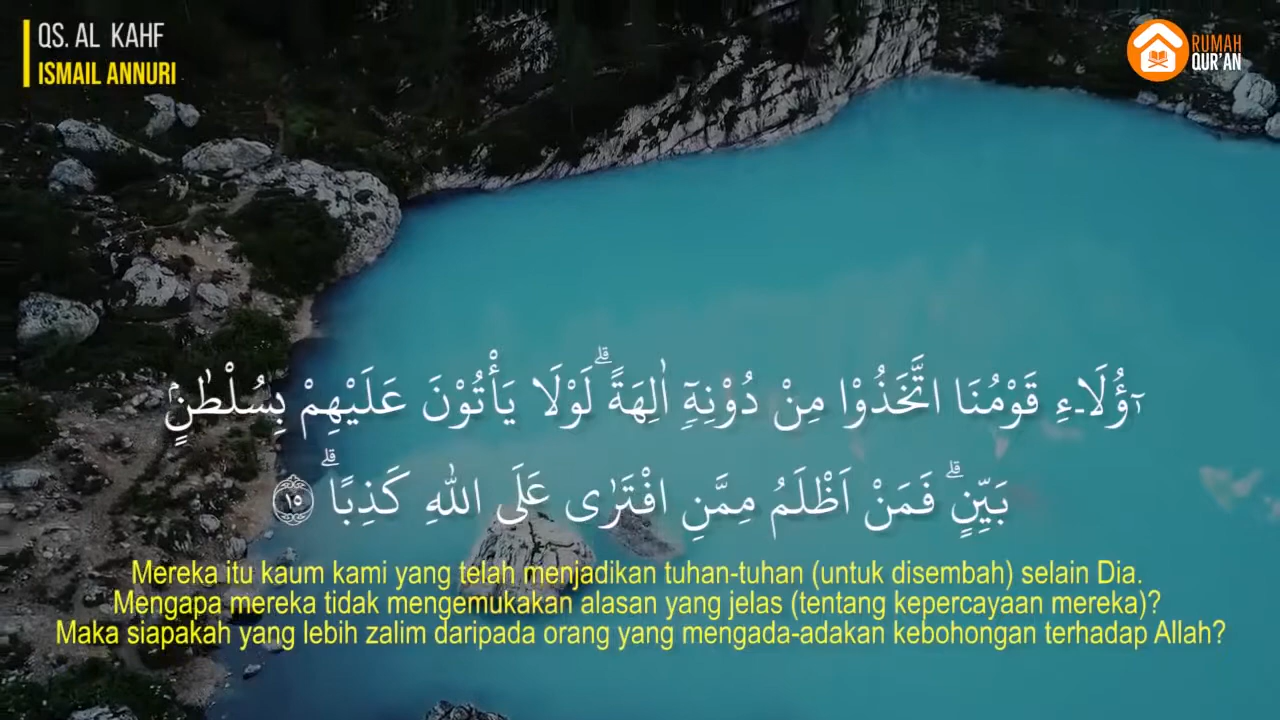 QS. AL KAHF
ISMAIL ANNURI
RUMAH
QUR'AN
ۤؤُلَاۤءِ قَوْمُنَا اتَّخَذُوْا مِنْ دُوْنِهٖٓ اٰلِهَةًۗ لَوْلَا يَأْتُوْنَ عَلَيْهِمْ بِسُلْطٰنٍۢ
بَيِّنٍۗ فَمَنْ اَظْلَمُ مِمَّنِ افْتَرٰى عَلَى اللّٰهِ كَذِبًاۗ ١٥
Mereka itu kaum kami yang telah menjadikan tuhan-tuhan (untuk disembah) selain Dia.
Mengapa mereka tidak mengemukakan alasan yang jelas (tentang kepercayaan mereka)?
Maka siapakah yang lebih zalim daripada orang yang mengada-adakan kebohongan terhadap Allah?